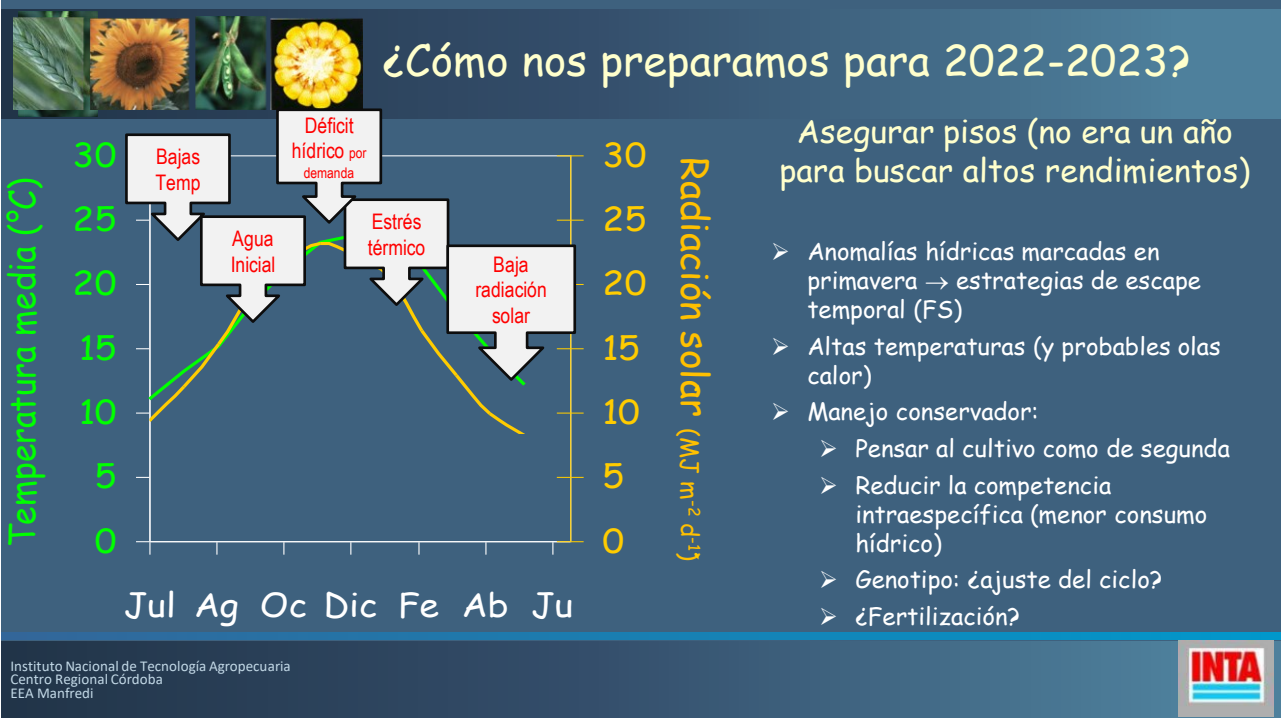 ¿Cómo nos preparamos para 2022-2023?
Asegurar pisos (no era un año
para buscar altos rendimientos)
Anomalías hídricas marcadas en
primavera → estrategias de escape
temporal (FS)
Altas temperaturas (y probables olas
calor)
Manejo conservador:
Pensar al cultivo como de segunda
Reducir la competencia
intraespecífica (menor consumo
hídrico)
Genotipo: ¿ajuste del ciclo?
¿Fertilización?
Temperatura media (°C)
30
25
20
15
10
5
0
Bajas
Temp
Agua
Inicial
Déficit
hídrico por
demanda
Estrés
térmico
Baja
radiación
solar
30
25
20
15
10
5
0
Radiación solar (MJ m-2 d-1)
Jul Ag Oc Dic Fe Ab Ju
Instituto Nacional de Tecnología Agropecuaria
Centro Regional Córdoba
EEA Manfredi
INTA